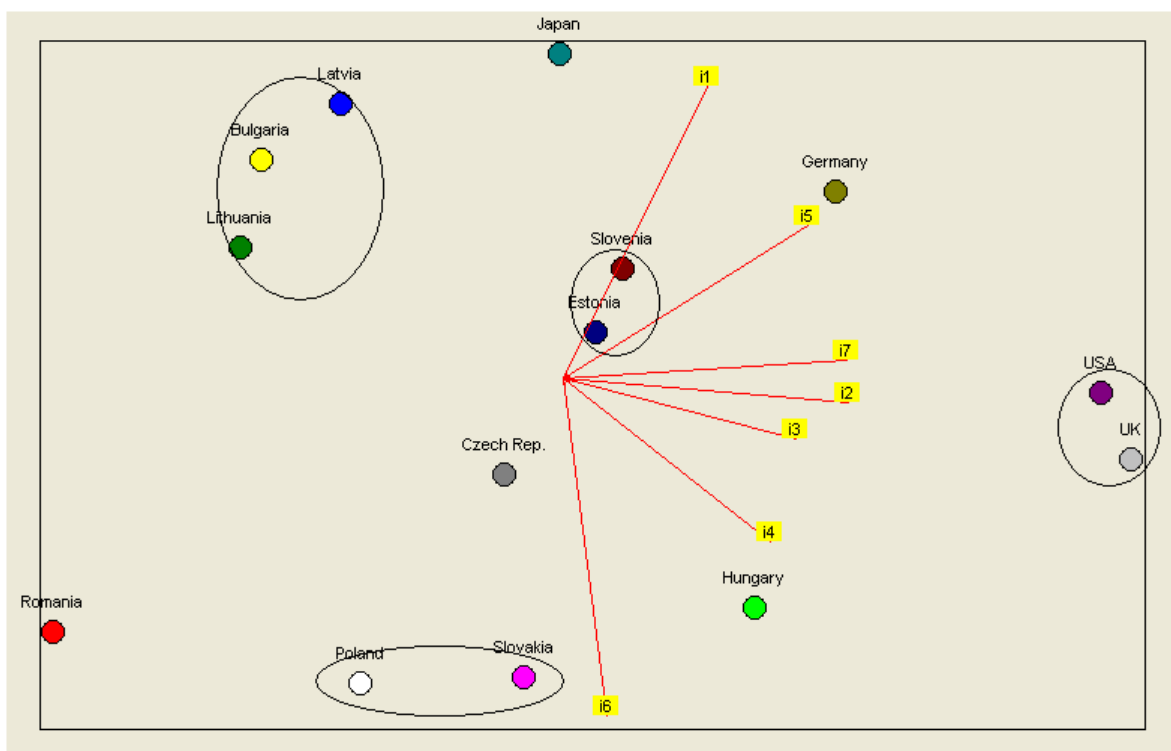 Japan
Latvia
i1
Bulgaria
Germany
Lithuania
i5
Slovenia
Estonia
i7
USA
i2
i3
UK
Czech Rep.
i4
Hungary
Romania
Poland
Slovakia
i6